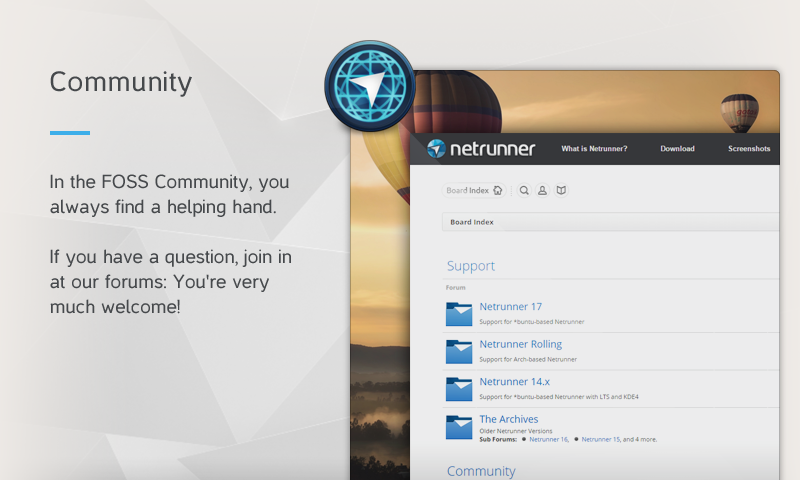 Community
In the FOSS Community, you
always find a helping hand.
If you have a question, join in
at our forums: You're very
much welcome!
netrunner
What is Netrunner?
Download
Screenshots
Board Index
Board Index
Support
Forum
Netrunner 17
Support for *buntu-based Netrunner
Netrunner Rolling
Support for Arch-based Netrunner
Netrunner 14.x
Support for *buntu-based Netrunner with LTS and KDE4
The Archives
Older Netrunner Versions
Sub Forums: Netrunner 16, Netrunner 15, and 4 more.
Community